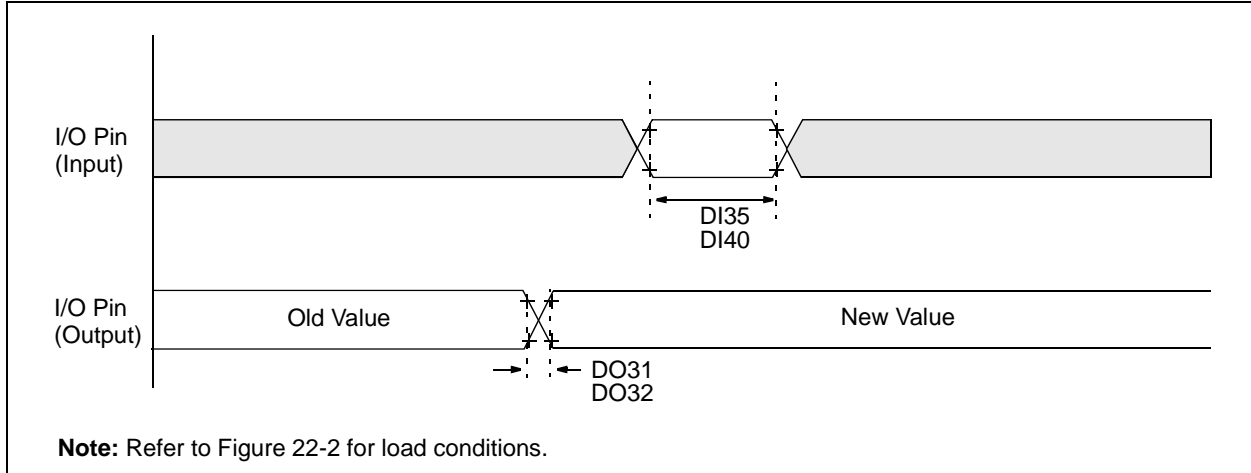 I/O Pin
(Input)
DI35
DI40
I/O Pin
(Output)
Old Value
New Value
DO31
DO32
Note: Refer to Figure 22-2 for load conditions.